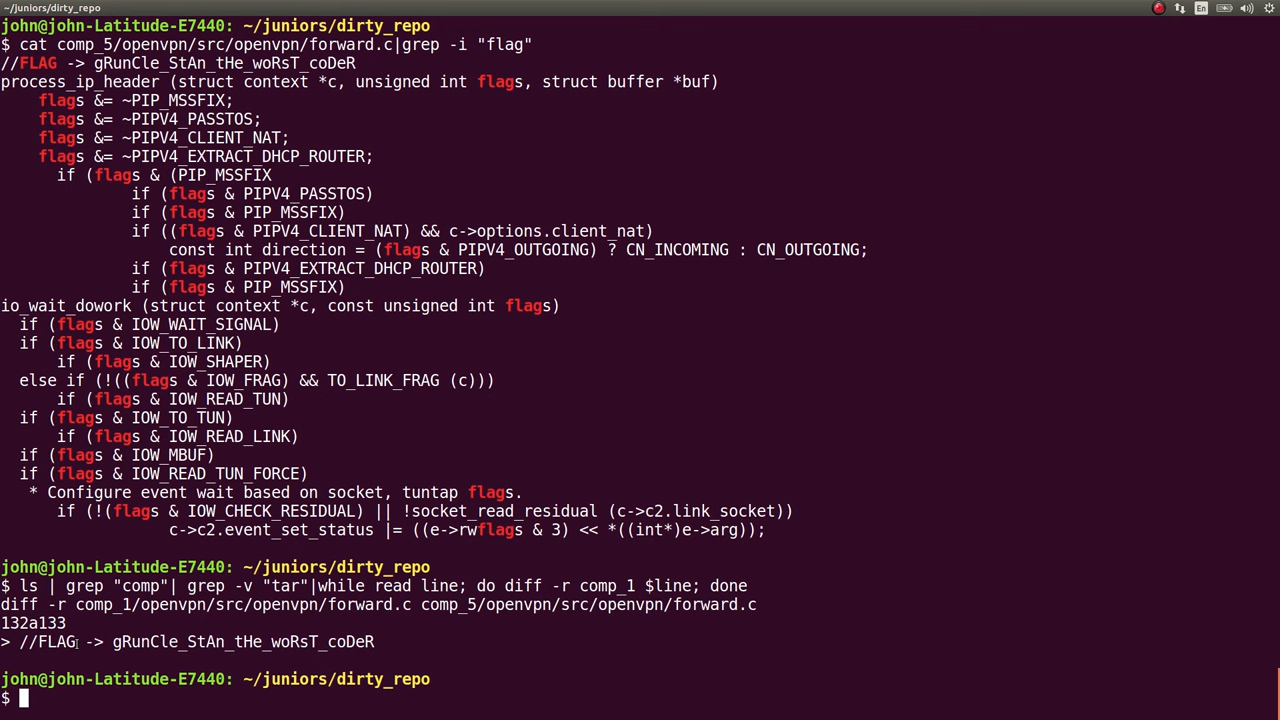 ~/juniors/dirty_repo
En
john@john-Latitude-E7440: ~/juniors/dirty_repo
$ cat comp_5/openvpn/src/openvpn/forward.c|grep -i "flag"
//FLAG -> gRunCle_StAn_tHe_woRsT_coDeR
process_ip_header (struct context *c, unsigned int flags, struct buffer *buf)
    flags &= ~PIP_MSSFIX;
    flags &= ~PIPV4_PASSTOS;
    flags &= ~PIPV4_CLIENT_NAT;
    flags &= ~PIPV4_EXTRACT_DHCP_ROUTER;
      if (flags & (PIP_MSSFIX
              if (flags & PIPV4_PASSTOS)
              if (flags & PIP_MSSFIX)
              if ((flags & PIPV4_CLIENT_NAT) && c->options.client_nat)
                  const int direction = (flags & PIPV4_OUTGOING) ? CN_INCOMING : CN_OUTGOING;
              if (flags & PIPV4_EXTRACT_DHCP_ROUTER)
              if (flags & PIP_MSSFIX)
io_wait_dowork (struct context *c, const unsigned int flags)
  if (flags & IOW_WAIT_SIGNAL)
  if (flags & IOW_TO_LINK)
      if (flags & IOW_SHAPER)
  else if (!((flags & IOW_FRAG) && TO_LINK_FRAG (c)))
      if (flags & IOW_READ_TUN)
  if (flags & IOW_TO_TUN)
      if (flags & IOW_READ_LINK)
  if (flags & IOW_MBUF)
  if (flags & IOW_READ_TUN_FORCE)
   * Configure event wait based on socket, tuntap flags.
      if (!(flags & IOW_CHECK_RESIDUAL) || !socket_read_residual (c->c2.link_socket))
                  c->c2.event_set_status |= ((e->rwflags & 3) << *((int*)e->arg));
john@john-Latitude-E7440: ~/juniors/dirty_repo
$ ls | grep "comp"| grep -v "tar"|while read line; do diff -r comp_1 $line; done
diff -r comp_1/openvpn/src/openvpn/forward.c comp_5/openvpn/src/openvpn/forward.c
132a133
> //FLAG -> gRunCle_StAn_tHe_woRsT_coDeR
john@john-Latitude-E7440: ~/juniors/dirty_repo
$